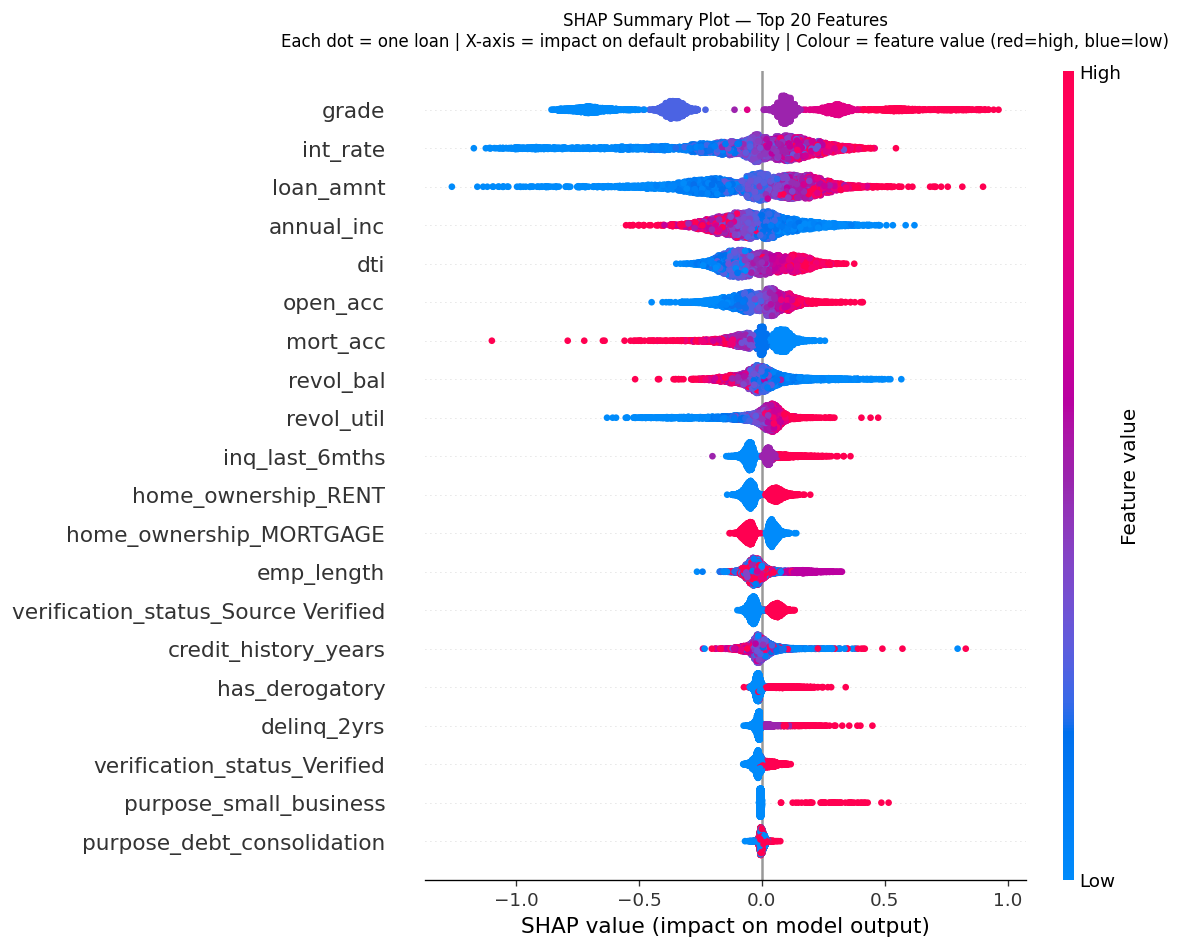 SHAP Summary Plot — Top 20 Features
Each dot = one loan | X-axis = impact on default probability | Colour = feature value (red=high, blue=low)
High
grade
int_rate
loan_amnt
annual_inc
dti
open_acc
mort_acc
revol_bal
revol_util
inq_last_6mths
home_ownership_RENT
home_ownership_MORTGAGE
emp_length
verification_status_Source Verified
credit_history_years
has_derogatory
delinq_2yrs
verification_status_Verified
purpose_small_business
purpose_debt_consolidation
Feature value
Low
−1.0 −0.5 0.0 0.5 1.0
SHAP value (impact on model output)